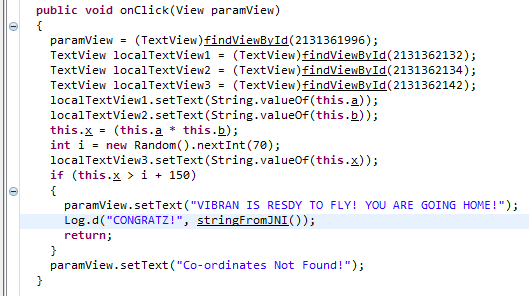 public void onClick(View paramView)
{
paramView = (TextView)findViewById(2131361996);
TextView localTextView1 = (TextView)findViewById(2131362132);
TextView localTextView2 = (TextView)findViewById(2131362134);
TextView localTextView3 = (TextView)findViewById(2131362142);
localTextView1.setText(String.valueOf(this.a));
localTextView2.setText(String.valueOf(this.b));
this.x = (this.a * this.b);
int i = new Random().nextInt(70);
localTextView3.setText(String.valueOf(this.x));
if (this.x > i + 150)
{
paramView.setText("VIBRAN IS RESDY TO FLY! YOU ARE GOING HOME!");
Log.d("CONGRATZ!", stringFromJNI());
return;
}
paramView.setText("Co-ordinates Not Found!");
}